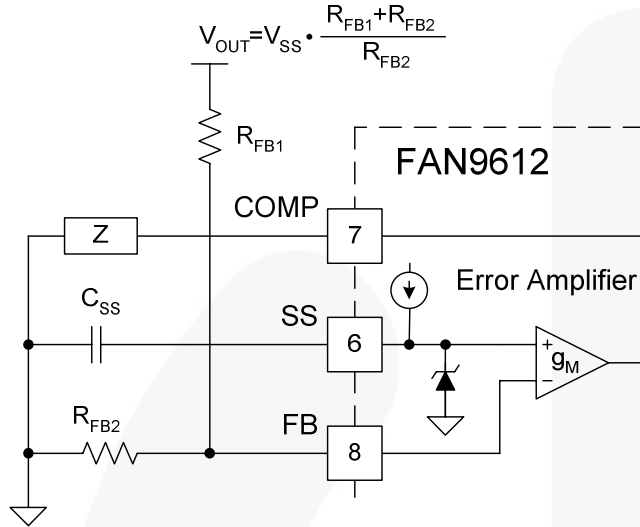 V_OUT=V_SS • (R_FB1+R_FB2)/R_FB2
R_FB1
FAN9612
COMP
Z
7
C_SS
SS
6
Error Amplifier
+
g_M
−
R_FB2
FB
8